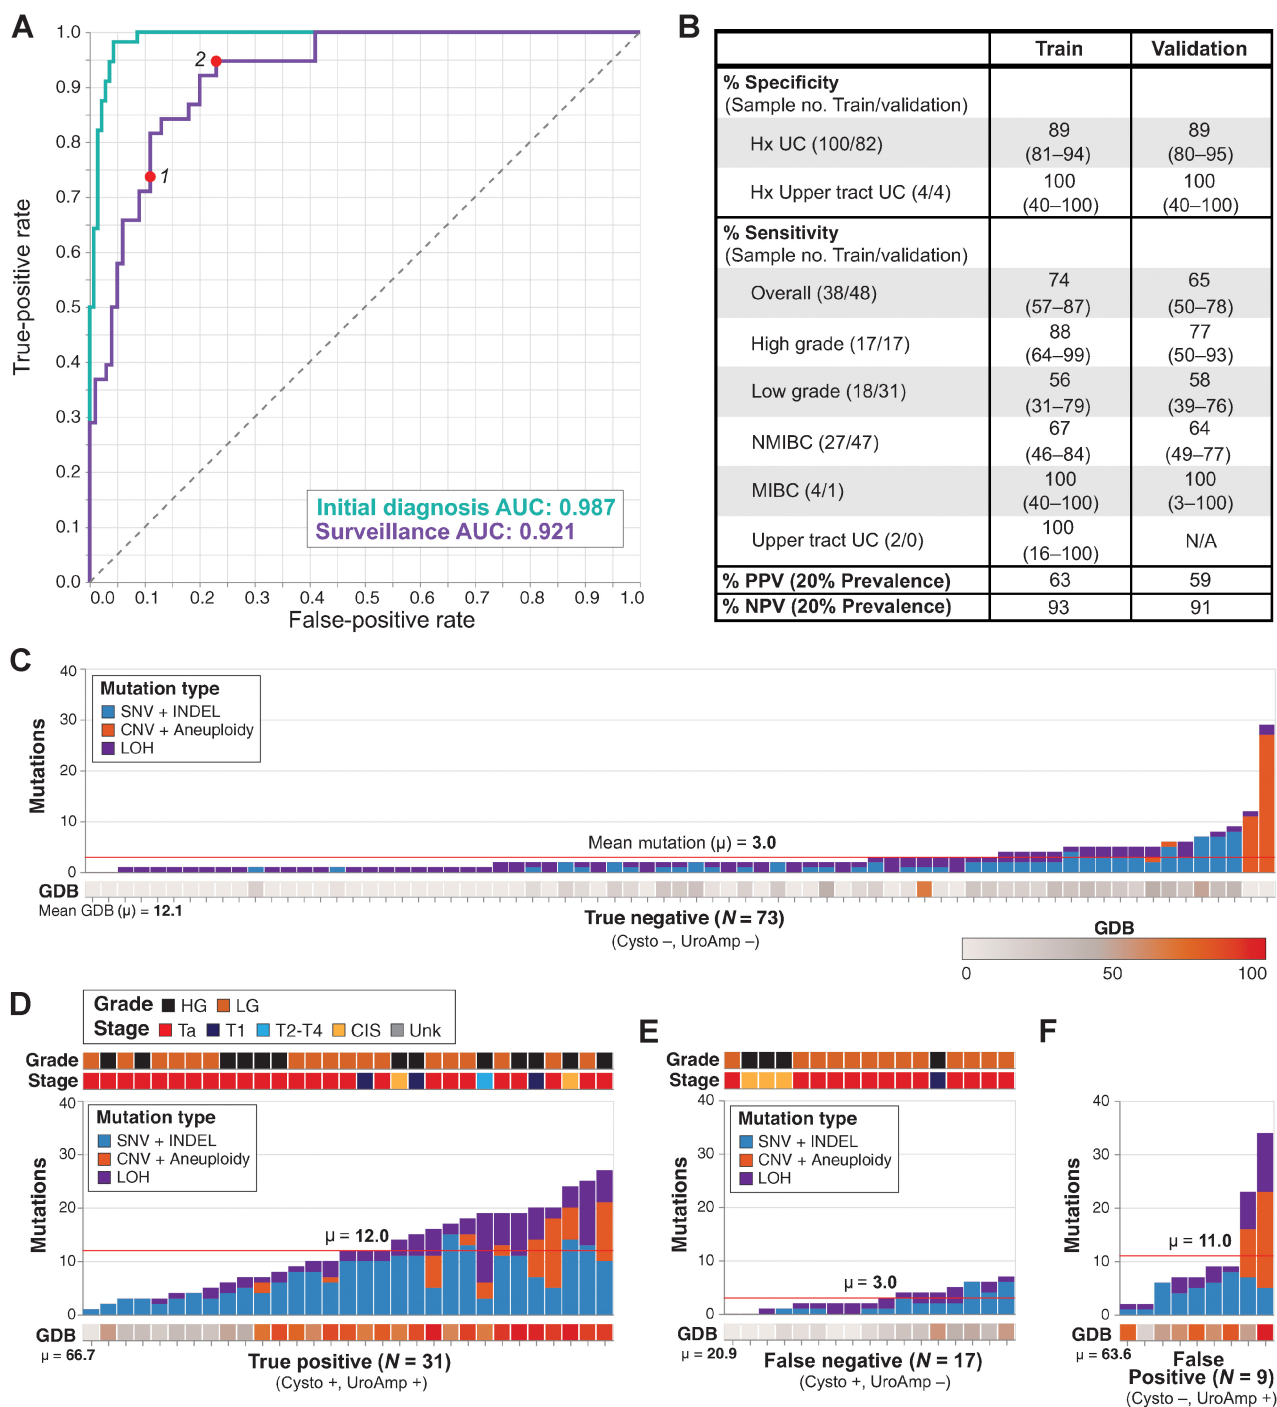 A
1.0
0.9
0.8
0.7
0.6
0.5
0.4
0.3
0.2
0.1
0.0
True-positive rate
2
1
Initial diagnosis AUC: 0.987
Surveillance AUC: 0.921
0.0 0.1 0.2 0.3 0.4 0.5 0.6 0.7 0.8 0.9 1.0
False-positive rate
B
Train Validation
% Specificity
(Sample no. Train/validation)
Hx UC (100/82) 89 (81–94) 89 (80–95)
Hx Upper tract UC (4/4) 100 (40–100) 100 (40–100)
% Sensitivity
(Sample no. Train/validation)
Overall (38/48) 74 (57–87) 65 (50–78)
High grade (17/17) 88 (64–99) 77 (50–93)
Low grade (18/31) 56 (31–79) 58 (39–76)
NMIBC (27/47) 67 (46–84) 64 (49–77)
MIBC (4/1) 100 (40–100) 100 (3–100)
Upper tract UC (2/0) 100 (16–100) N/A
% PPV (20% Prevalence) 63 59
% NPV (20% Prevalence) 93 91
C
40
30
20
10
0
Mutations
Mutation type
SNV + INDEL
CNV + Aneuploidy
LOH
Mean mutation (μ) = 3.0
GDB
Mean GDB (μ) = 12.1
True negative (N = 73)
(Cysto –, UroAmp –)
GDB
0 50 100
D
Grade HG LG
Stage Ta T1 T2-T4 CIS Unk
Grade
Stage
40
30
20
10
0
Mutations
Mutation type
SNV + INDEL
CNV + Aneuploidy
LOH
μ = 12.0
GDB
μ = 66.7
True positive (N = 31)
(Cysto +, UroAmp +)
E
Grade
Stage
40
30
20
10
0
Mutations
Mutation type
SNV + INDEL
CNV + Aneuploidy
LOH
μ = 3.0
GDB
μ = 20.9
False negative (N = 17)
(Cysto +, UroAmp –)
F
40
30
20
10
0
Mutations
μ = 11.0
GDB
μ = 63.6
False
Positive (N = 9)
(Cysto –, UroAmp +)